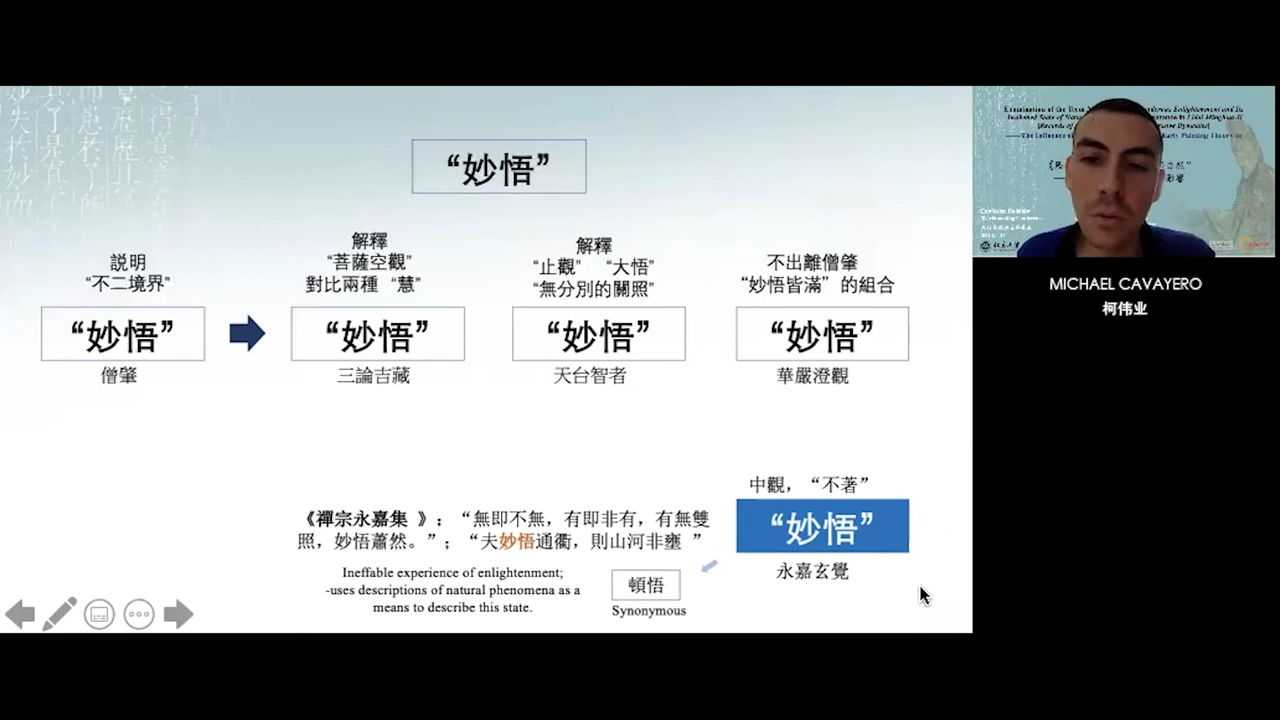 “妙悟”
説明
“不二境界”
“妙悟”
僧肇
解釋
“菩薩空觀”
對比兩種 “慧”
“妙悟”
三論吉藏
解釋
“止觀” “大悟”
“無分別的關照”
“妙悟”
天台智者
不出離僧肇
“妙悟皆滿” 的組合
“妙悟”
華嚴澄觀
中觀，“不著”
“妙悟”
永嘉玄覺
《禪宗永嘉集 》：“無即不無，有即非有，有無雙
照，妙悟蕭然。”；“夫妙悟通衢，則山河非壅 ”
Ineffable experience of enlightenment;
-uses descriptions of natural phenomena as a
means to describe this state.
頓悟
Synonymous
MICHAEL CAVAYERO
柯伟业